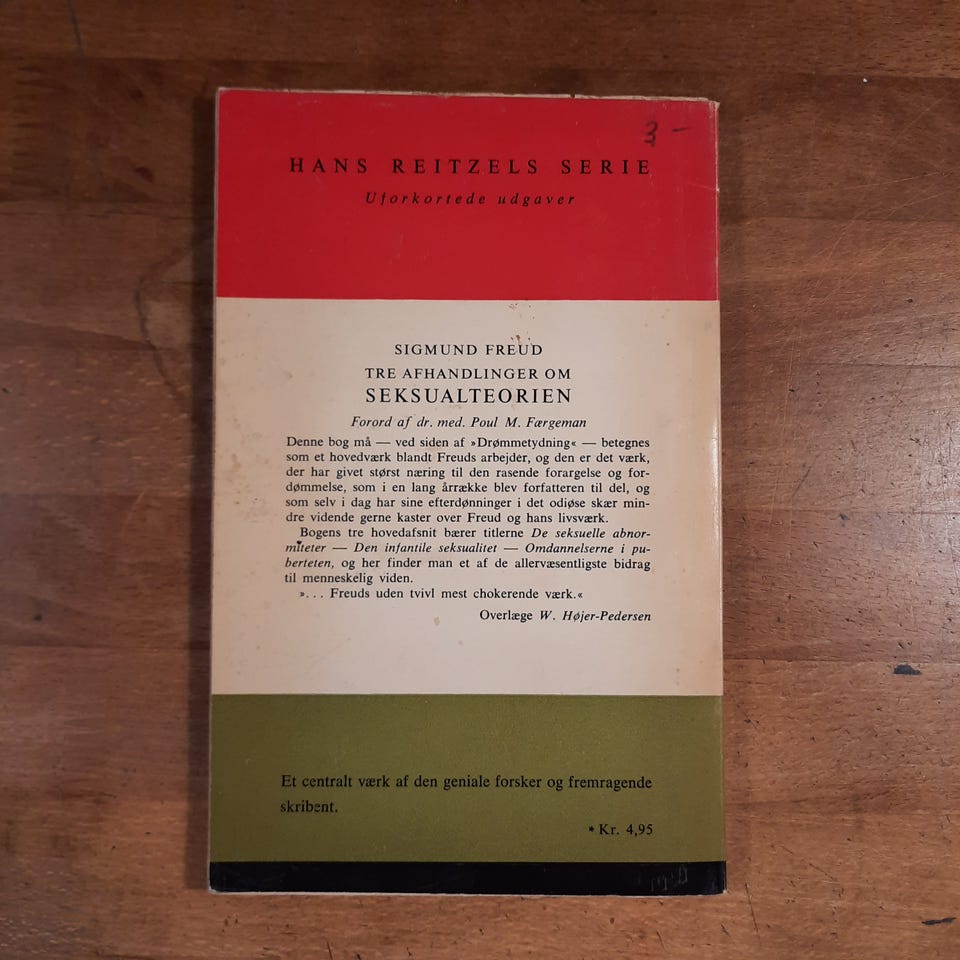 3 -
HANS REITZELS SERIE
Uforkortede udgaver
SIGMUND FREUD
TRE AFHANDLINGER OM
SEKSUALTEORIEN
Forord af dr. med. Poul M. Færgeman
Denne bog må — ved siden af »Drømmetydning« — betegnes
som et hovedværk blandt Freuds arbejder, og den er det værk,
der har givet størst næring til den rasende forargelse og for-
dømmelse, som i en lang årrække blev forfatteren til del, og
som selv i dag har sine efterdønninger i det odiøse skær min-
dre vidende gerne kaster over Freud og hans livsværk.
Bogens tre hovedafsnit bærer titlerne De seksuelle abnor-
miteter — Den infantile seksualitet — Omdannelserne i pu-
berteten, og her finder man et af de allervæsentligste bidrag
til menneskelig viden.
»... Freuds uden tvivl mest chokerende værk.«
Overlæge W. Højer-Pedersen
Et centralt værk af den geniale forsker og fremragende
skribent.
* Kr. 4,95